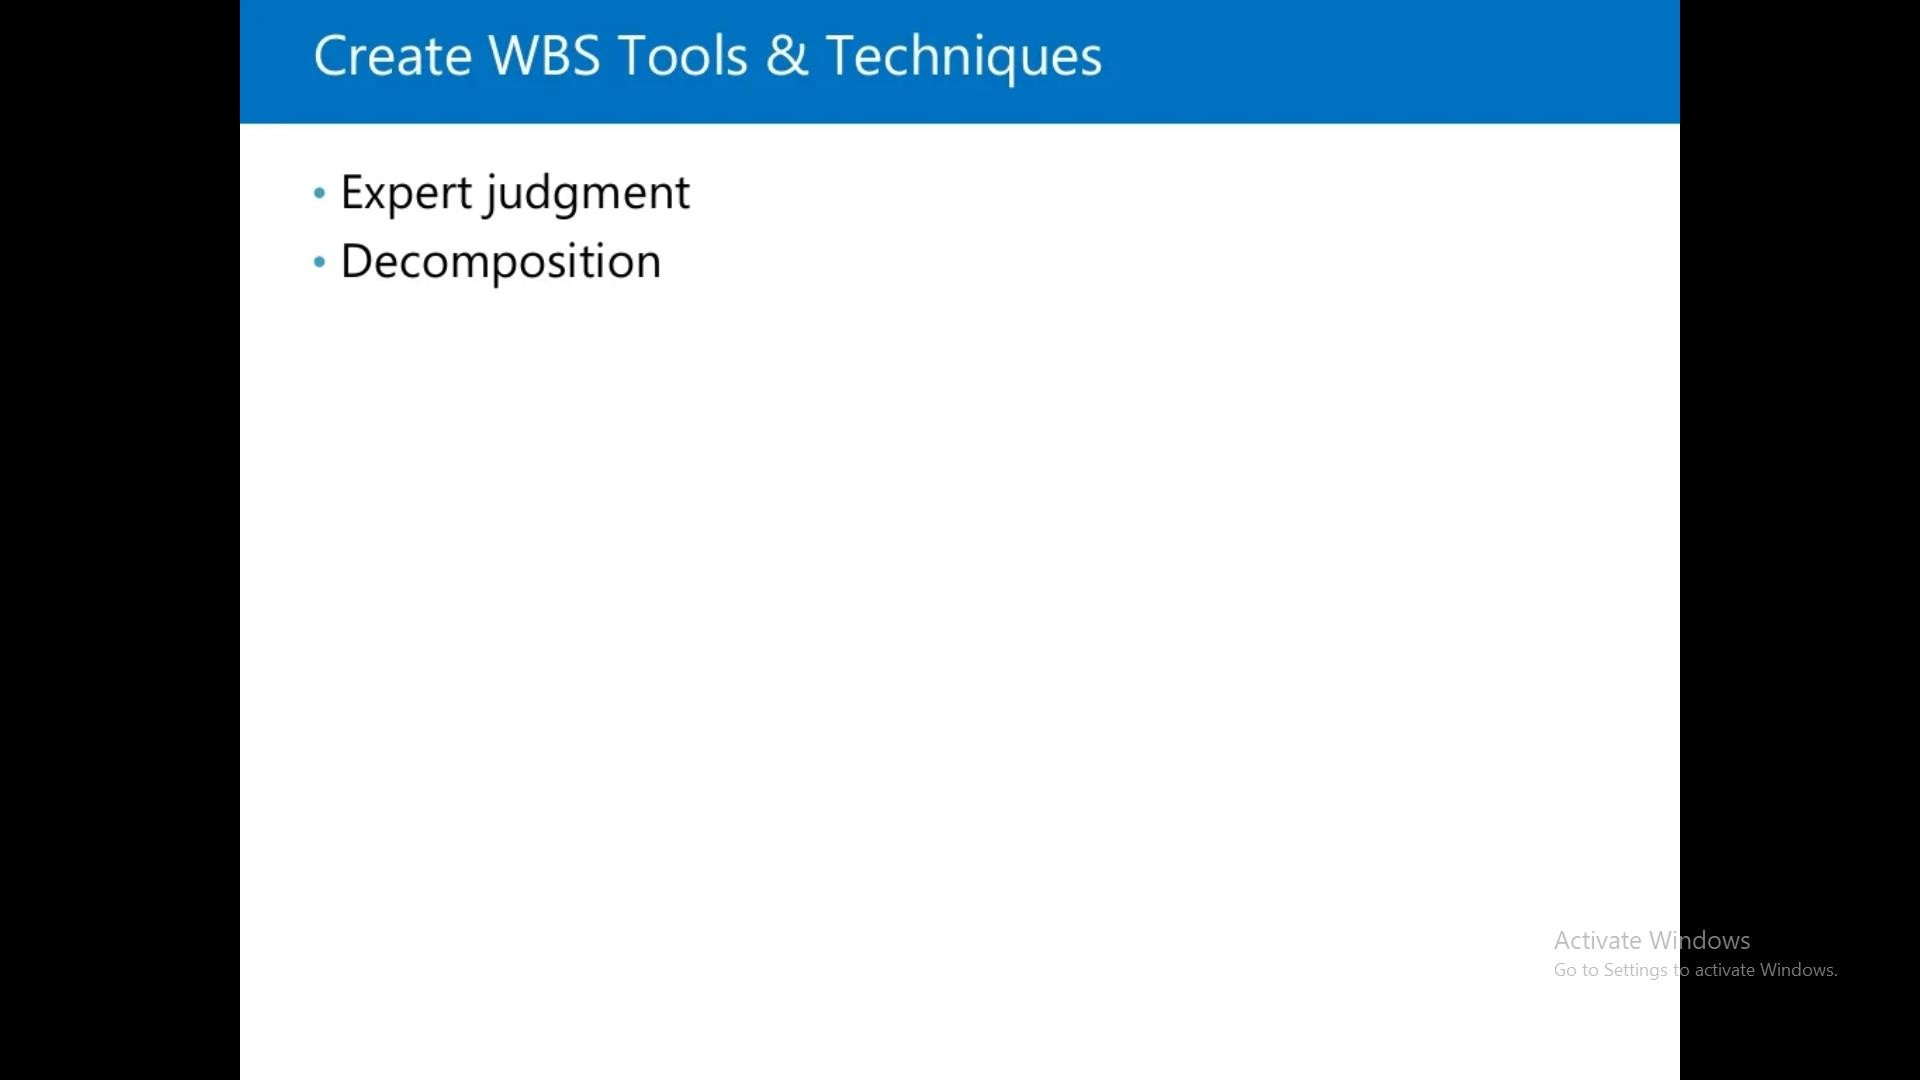 Create WBS Tools & Techniques
• Expert judgment
• Decomposition
Activate Windows
Go to Settings to activate Windows.